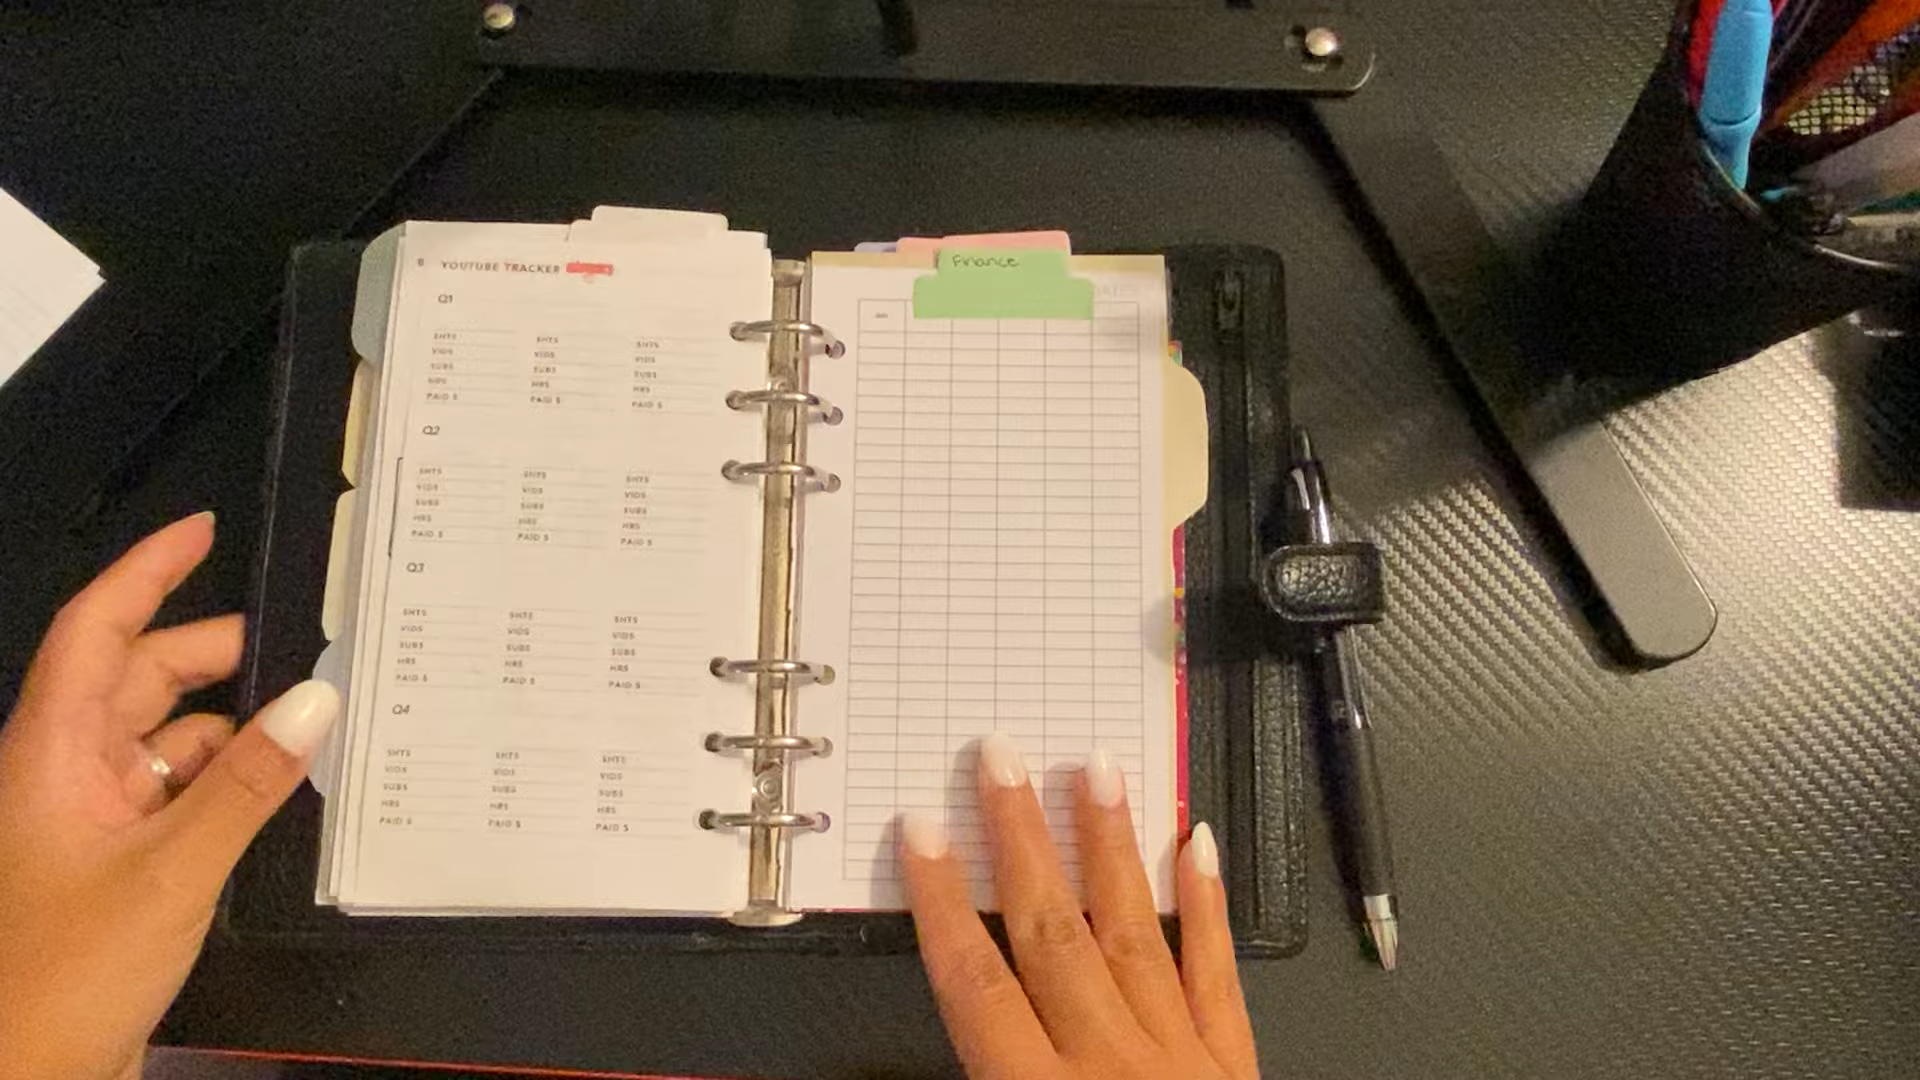 YOUTUBE TRACKER
Q1
SHTS SHTS SHTS
VIDS VIDS VIDS
SUBS SUBS SUBS
HRS HRS HRS
PAID $ PAID $ PAID $
Q2
SHTS SHTS SHTS
VIDS VIDS VIDS
SUBS SUBS SUBS
HRS HRS HRS
PAID $ PAID $ PAID $
Q3
SHTS SHTS SHTS
VIDS VIDS VIDS
SUBS SUBS SUBS
HRS HRS HRS
PAID $ PAID $ PAID $
Q4
SHTS SHTS SHTS
VIDS VIDS VIDS
SUBS SUBS SUBS
HRS HRS HRS
PAID $ PAID $ PAID $
Finance